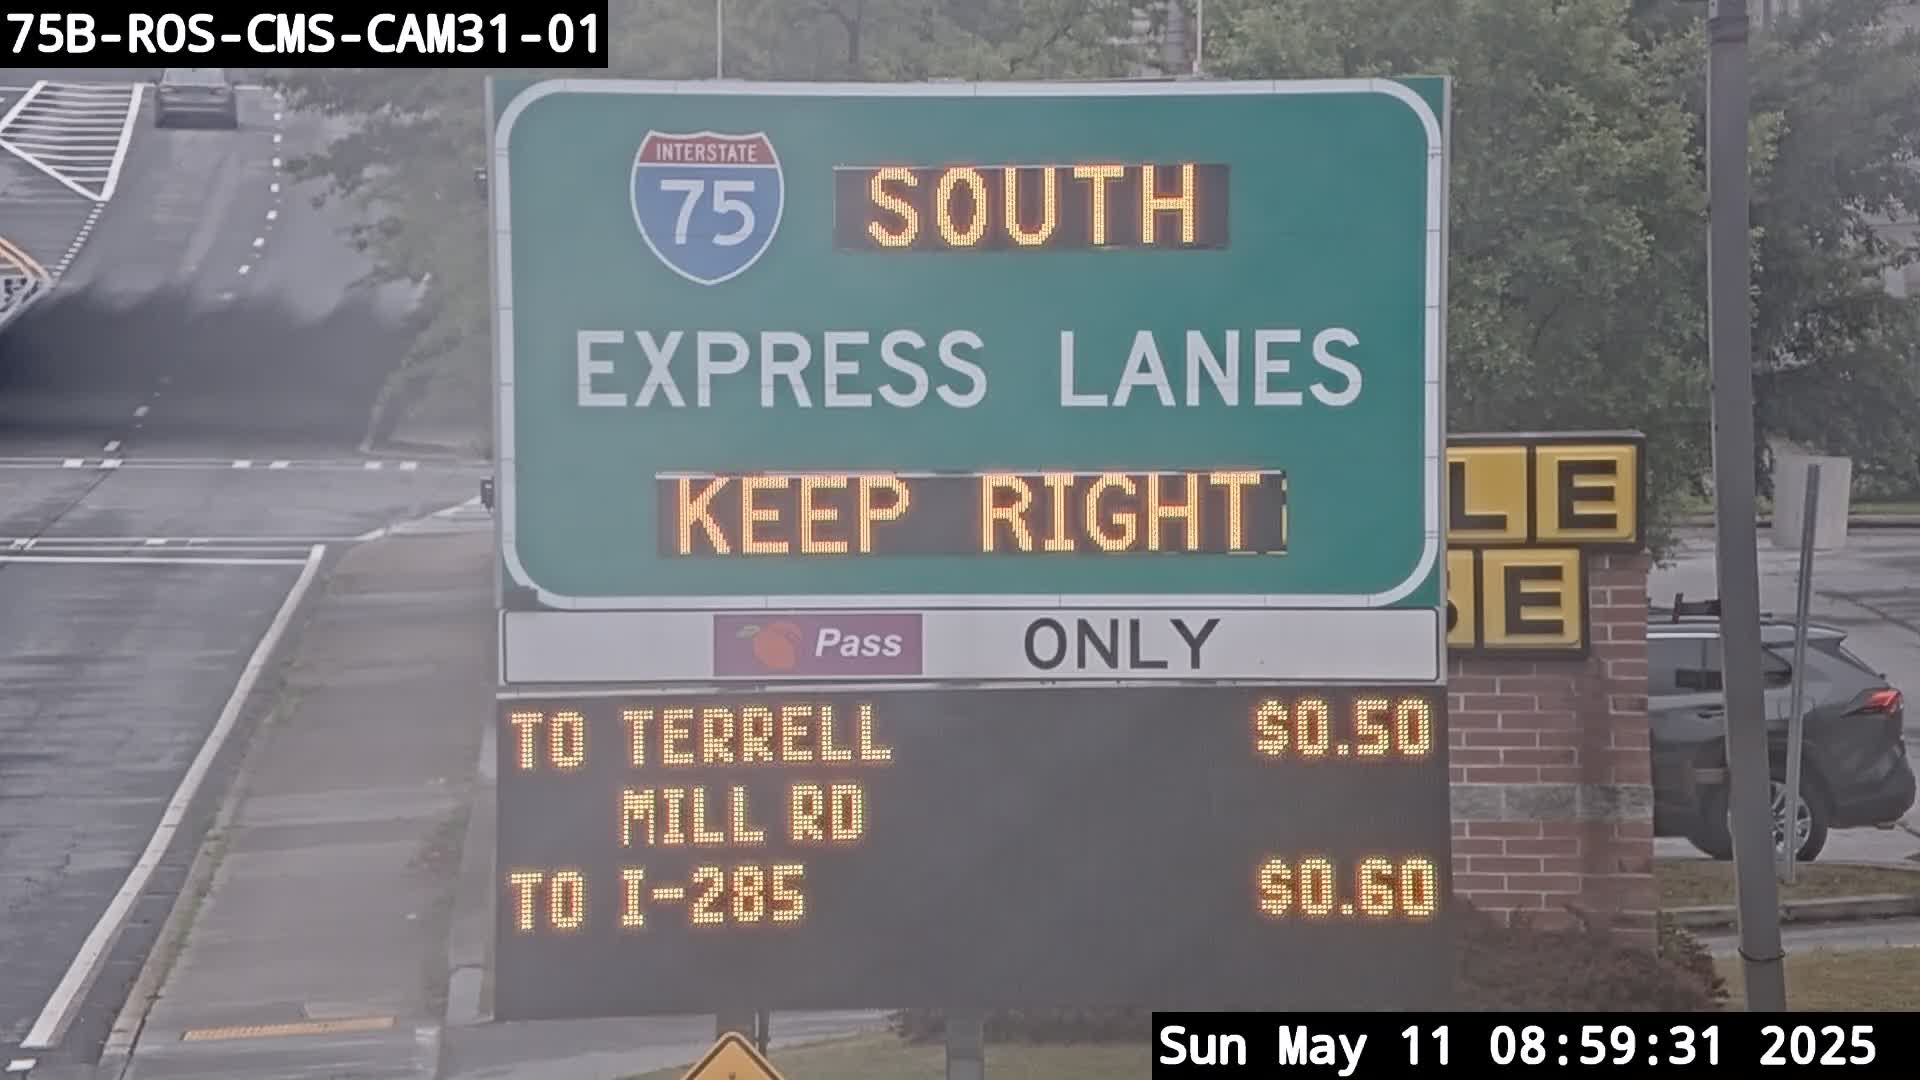 75B-ROS-CMS-CAM31-01
INTERSTATE
75
SOUTH
EXPRESS LANES
KEEP RIGHT
Pass ONLY
TO TERRELL $0.50
MILL RD
TO I-285 $0.60
LE
E
Sun May 11 08:59:31 2025